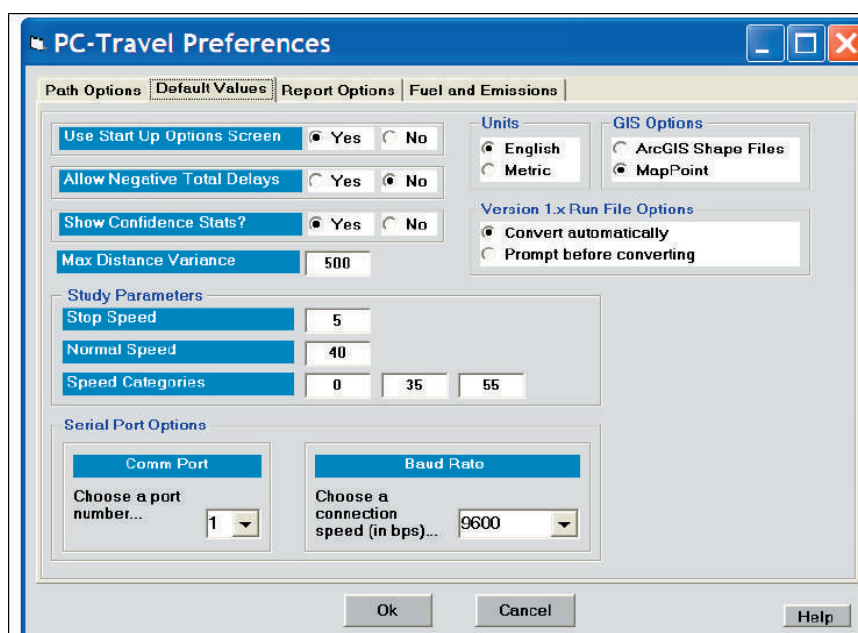 PC-Travel Preferences
Path Options Default Values Report Options Fuel and Emissions
Use Start Up Options Screen Yes No
Allow Negative Total Delays Yes No
Show Confidence Stats? Yes No
Max Distance Variance 500
Units
English
Metric
GIS Options
ArcGIS Shape Files
MapPoint
Version 1.x Run File Options
Convert automatically
Prompt before converting
Study Parameters
Stop Speed 5
Normal Speed 40
Speed Categories 0 35 55
Serial Port Options
Comm Port
Choose a port
number... 1
Baud Rate
Choose a
connection
speed (in bps)... 9600
Ok Cancel Help